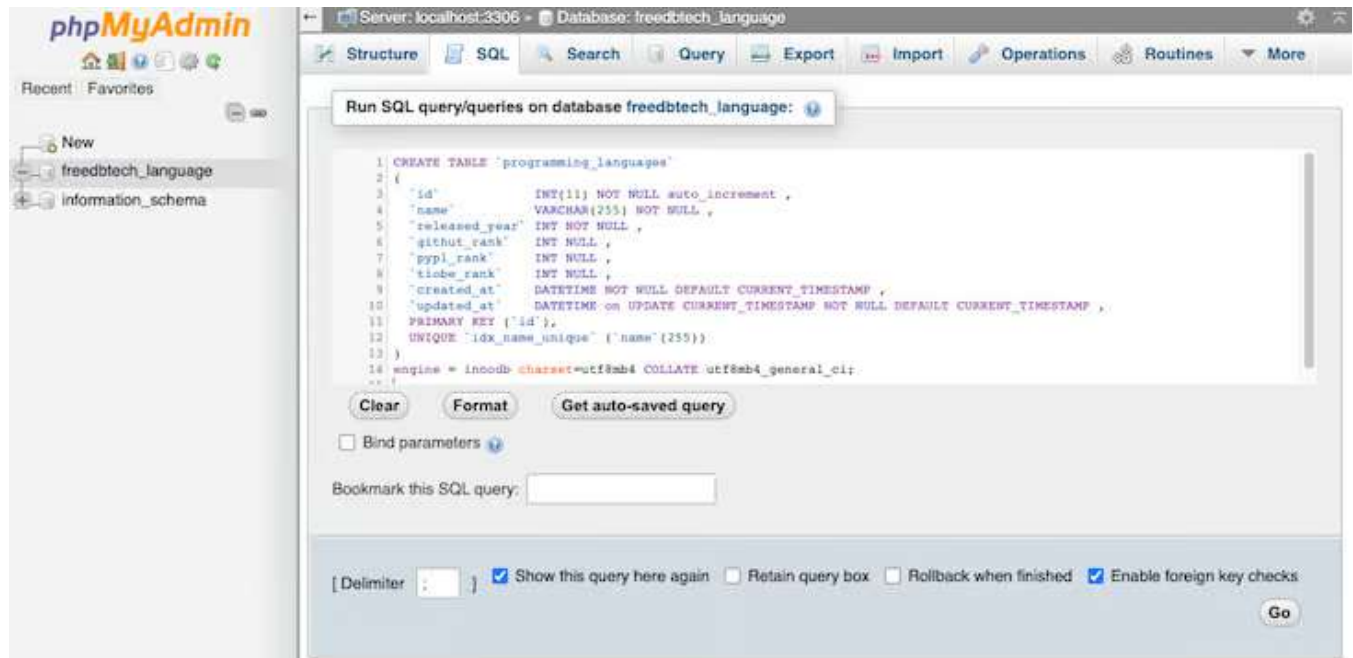 phpMyAdmin
Recent Favorites
New
freedbtech_language
information_schema
Server: localhost:3306 » Database: freedbtech_language
Structure SQL Search Query Export Import Operations Routines More
Run SQL query/queries on database freedbtech_language:
1 CREATE TABLE `programming_languages`
2 (
3 `id` INT(11) NOT NULL auto_increment ,
4 `name` VARCHAR(255) NOT NULL ,
5 `released_year` INT NOT NULL ,
6 `githut_rank` INT NULL ,
7 `pypl_rank` INT NULL ,
8 `tiobe_rank` INT NULL ,
9 `created_at` DATETIME NOT NULL DEFAULT CURRENT_TIMESTAMP ,
10 `updated_at` DATETIME on UPDATE CURRENT_TIMESTAMP NOT NULL DEFAULT CURRENT_TIMESTAMP ,
11 PRIMARY KEY (`id`),
12 UNIQUE `idx_name_unique` (`name`(255))
13 )
14 engine = innodb charset=utf8mb4 COLLATE utf8mb4_general_ci;
Clear Format Get auto-saved query
Bind parameters
Bookmark this SQL query:
[ Delimiter ; ] Show this query here again Retain query box Rollback when finished Enable foreign key checks
Go